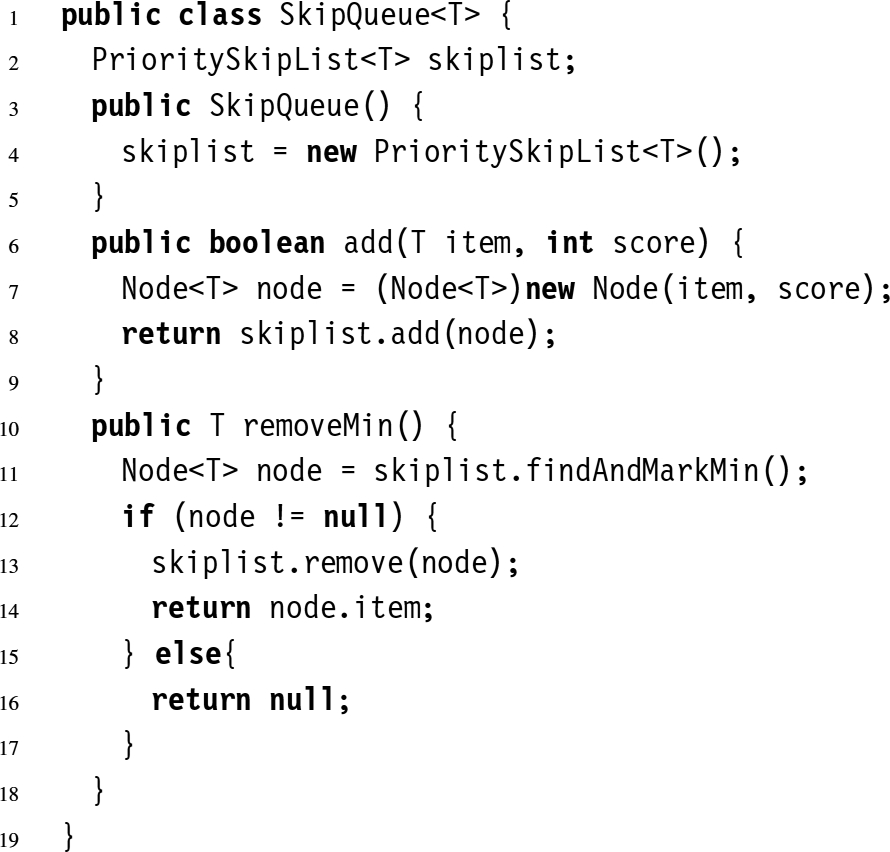 1 public class SkipQueue<T> {
2 PrioritySkipList<T> skiplist;
3 public SkipQueue() {
4 skiplist = new PrioritySkipList<T>();
5 }
6 public boolean add(T item, int score) {
7 Node<T> node = (Node<T>)new Node(item, score);
8 return skiplist.add(node);
9 }
10 public T removeMin() {
11 Node<T> node = skiplist.findAndMarkMin();
12 if (node != null) {
13 skiplist.remove(node);
14 return node.item;
15 } else{
16 return null;
17 }
18 }
19 }